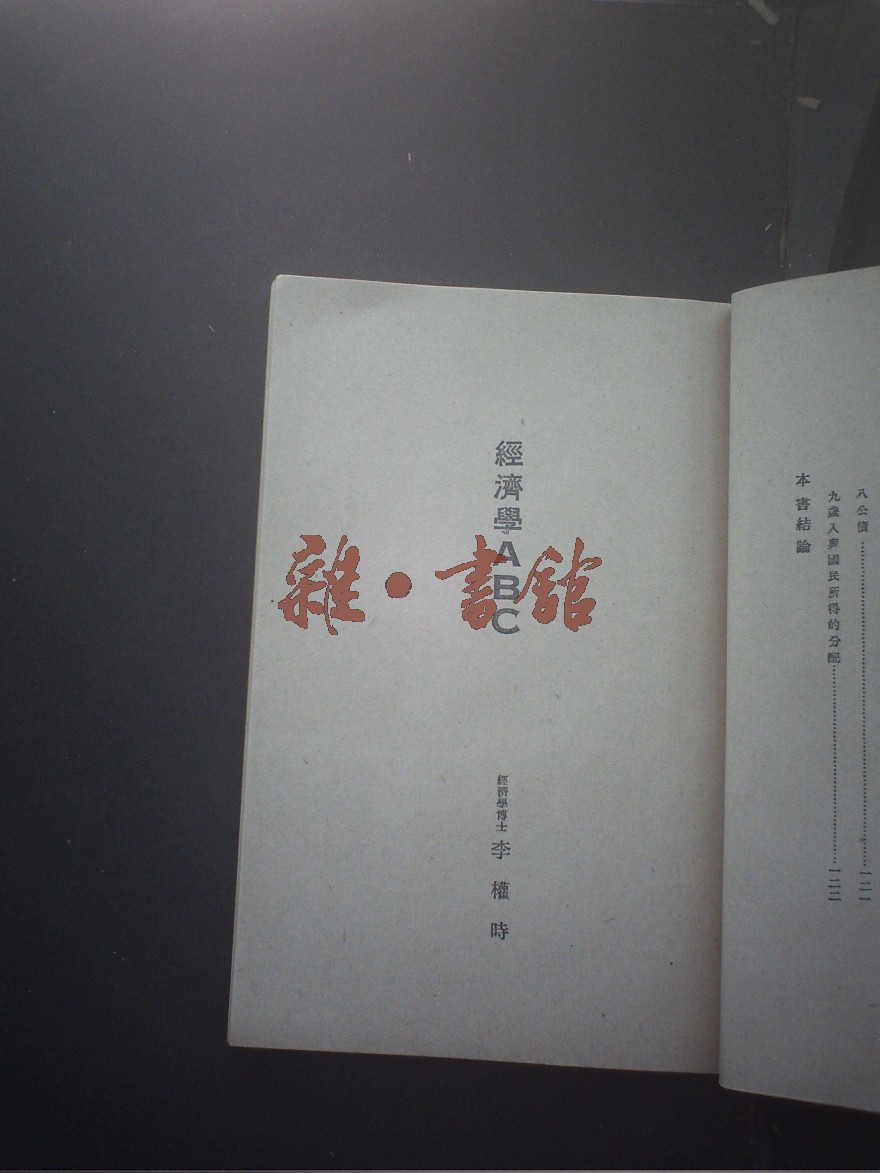 八公債……一二一
九歲入與國民所得的分配……一二二
本書結論
經濟學ABC
經濟學博士 李權時
雜·書館